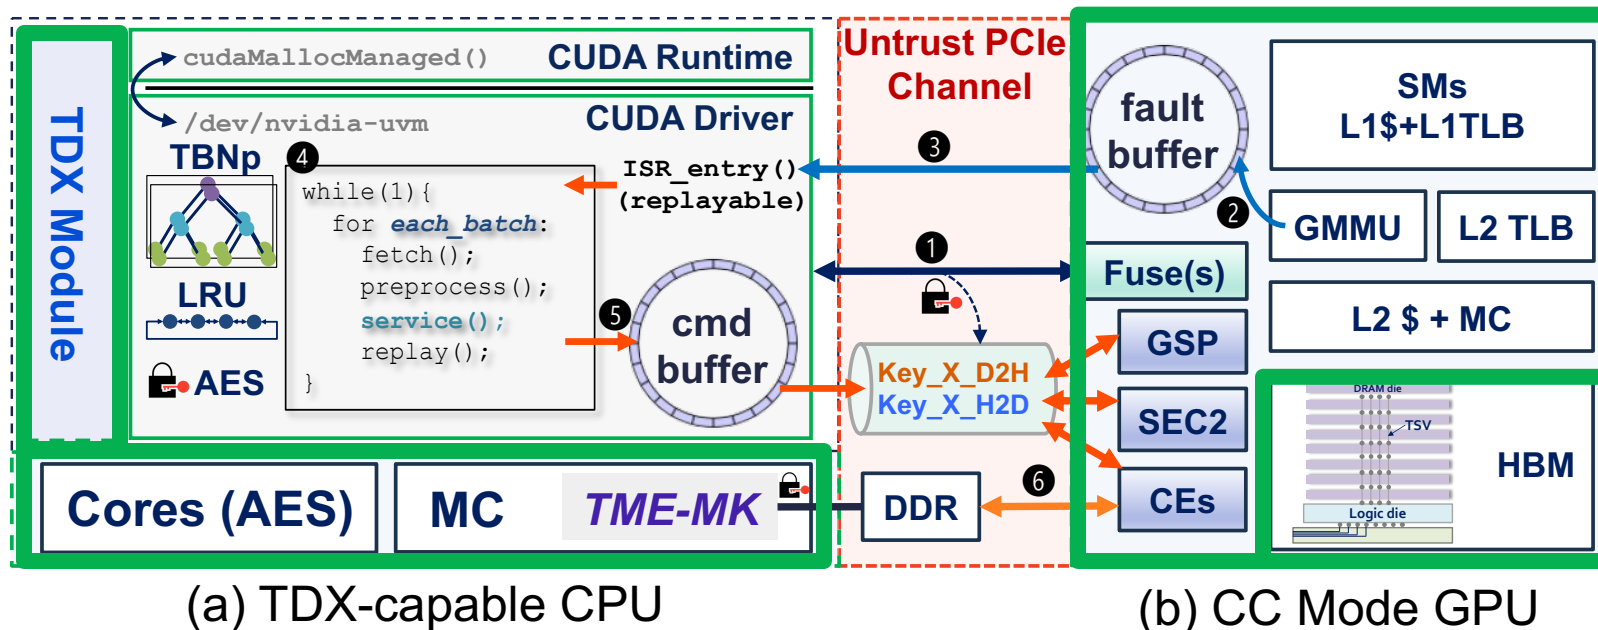 TDX Module
cudaMallocManaged()
CUDA Runtime
/dev/nvidia-uvm
CUDA Driver
TBNp
LRU
AES
4
while(1){
for each_batch:
fetch();
preprocess();
service();
replay();
}
ISR_entry()
(replayable)
5
cmd
buffer
Cores (AES)
MC
TME-MK
Untrust PCIe
Channel
3
1
Key_X_D2H
Key_X_H2D
DDR
6
fault
buffer
2
SMs
L1$+L1TLB
GMMU
L2 TLB
Fuse(s)
L2 $ + MC
GSP
SEC2
CEs
DRAM die
TSV
Logic die
HBM
(a) TDX-capable CPU
(b) CC Mode GPU